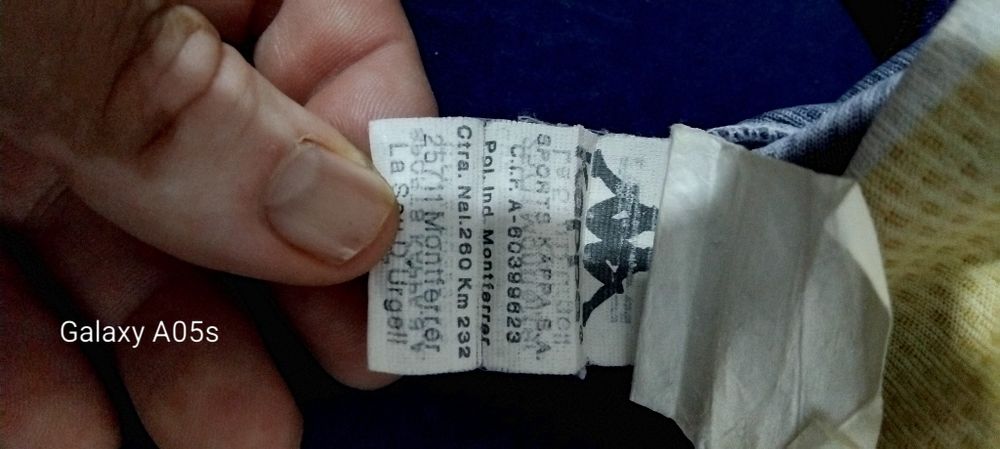 SPORTS KAPPA S.A.
C.I.F. A-60399623
Pol. Ind. Montferrer
Ctra. Nal.260 Km 232
25711 Montferrer
La Seu D'Urgell
Galaxy A05s